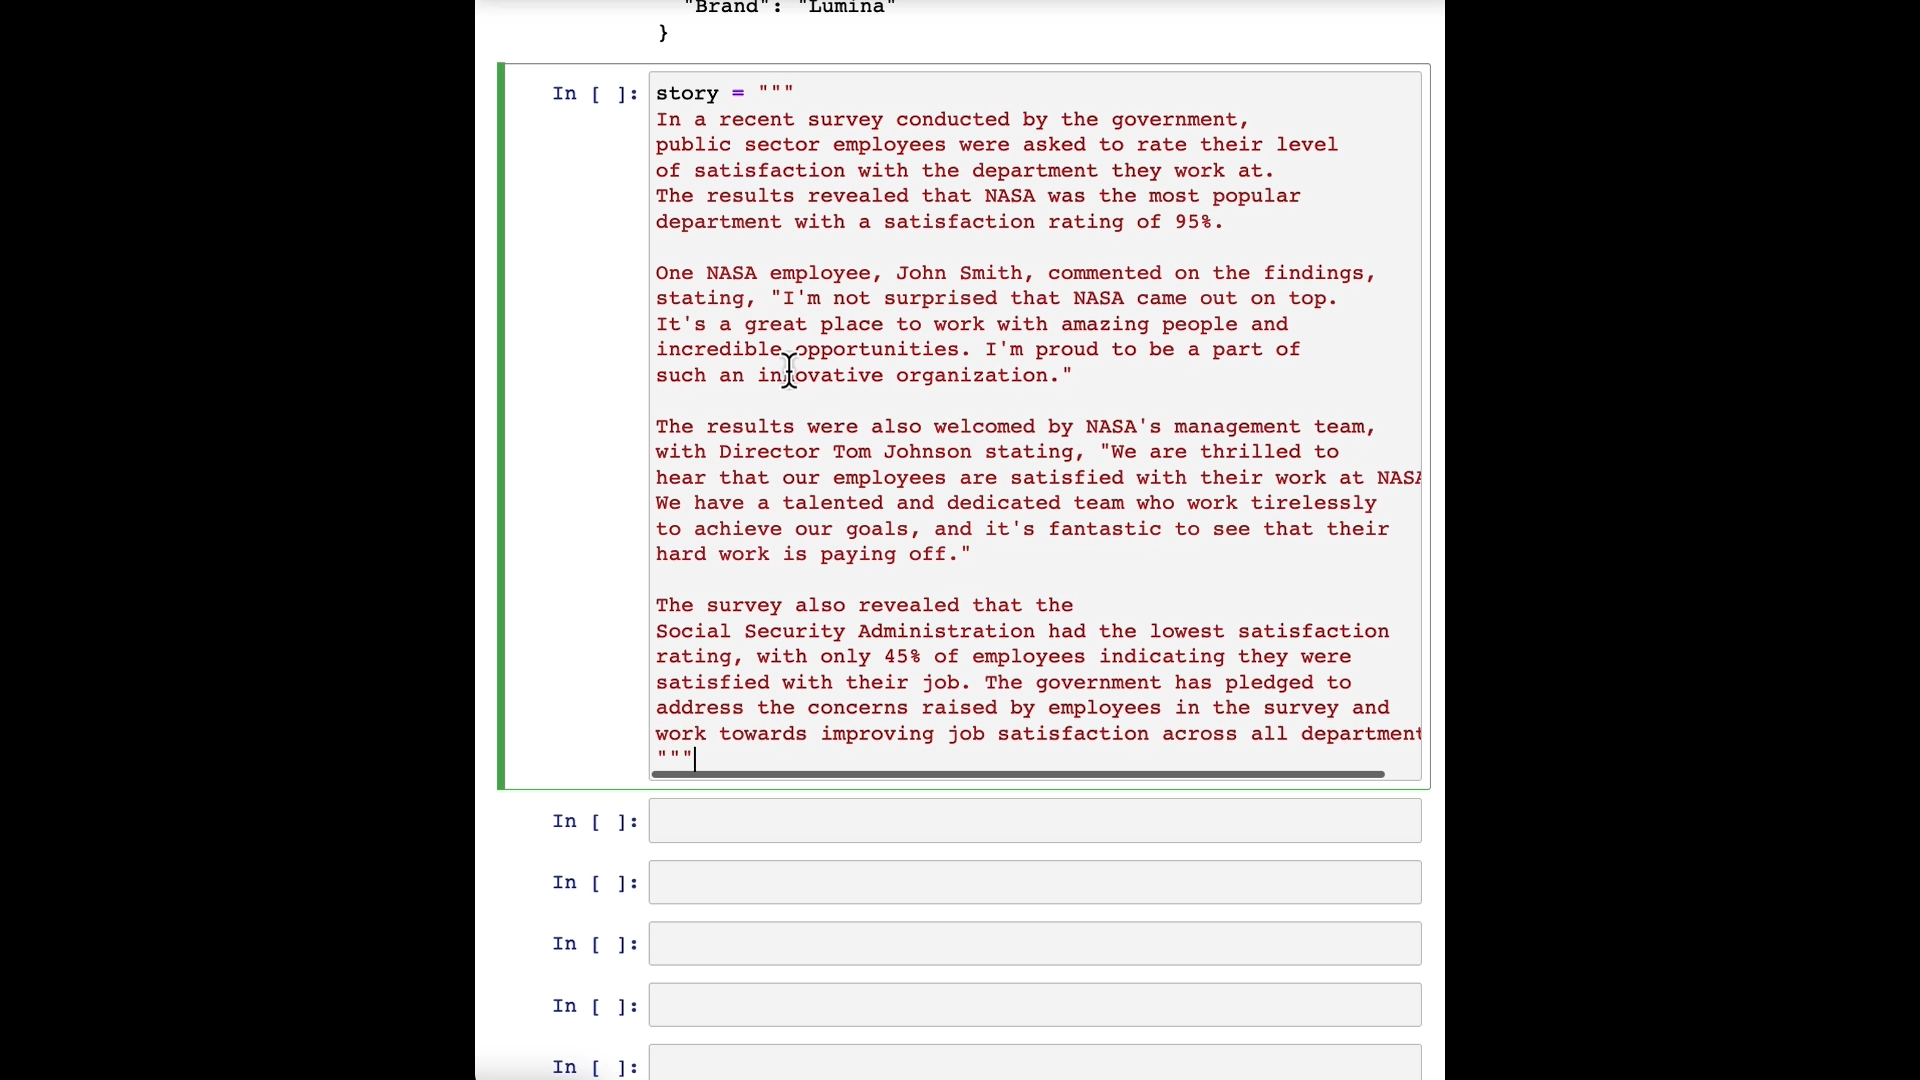 "Brand": "Lumina"
}
In [ ]: story = """
In a recent survey conducted by the government,
public sector employees were asked to rate their level
of satisfaction with the department they work at.
The results revealed that NASA was the most popular
department with a satisfaction rating of 95%.
One NASA employee, John Smith, commented on the findings,
stating, "I'm not surprised that NASA came out on top.
It's a great place to work with amazing people and
incredible opportunities. I'm proud to be a part of
such an innovative organization."
The results were also welcomed by NASA's management team,
with Director Tom Johnson stating, "We are thrilled to
hear that our employees are satisfied with their work at NASA
We have a talented and dedicated team who work tirelessly
to achieve our goals, and it's fantastic to see that their
hard work is paying off."
The survey also revealed that the
Social Security Administration had the lowest satisfaction
rating, with only 45% of employees indicating they were
satisfied with their job. The government has pledged to
address the concerns raised by employees in the survey and
work towards improving job satisfaction across all department
"""
In [ ]:
In [ ]:
In [ ]:
In [ ]:
In [ ]: